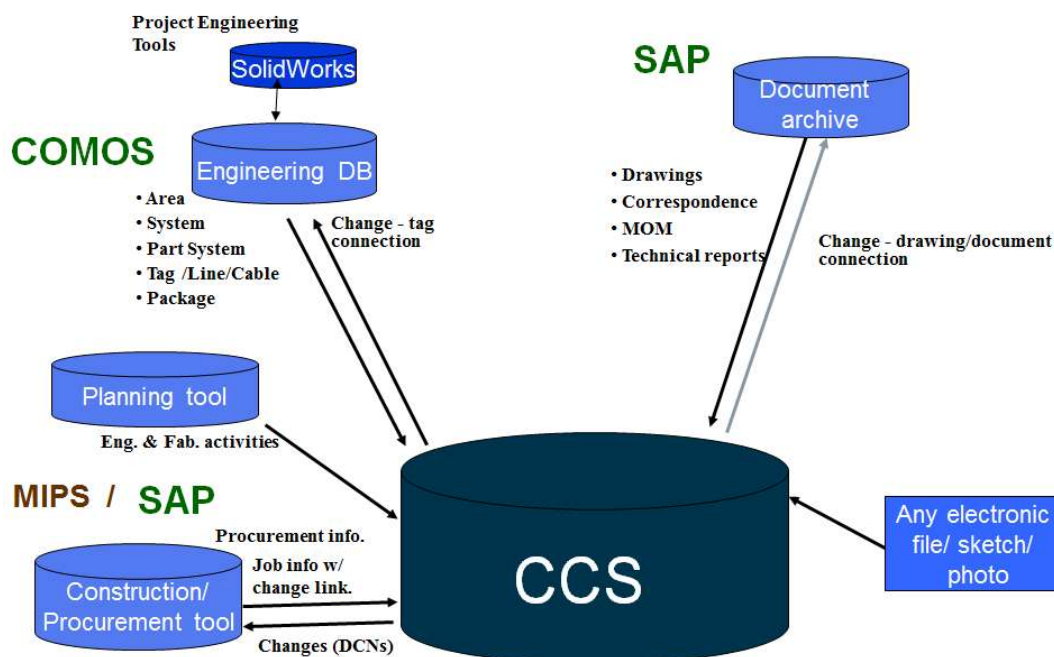 Project Engineering
Tools
SolidWorks
COMOS
Engineering DB
• Area
• System
• Part System
• Tag /Line/Cable
• Package
Change - tag
connection
SAP
Document
archive
• Drawings
• Correspondence
• MOM
• Technical reports
Change - drawing/document
connection
Planning tool
Eng. & Fab. activities
MIPS / SAP
Procurement info.
Job info w/
change link.
Construction/
Procurement tool
Changes (DCNs)
CCS
Any electronic
file/ sketch/
photo